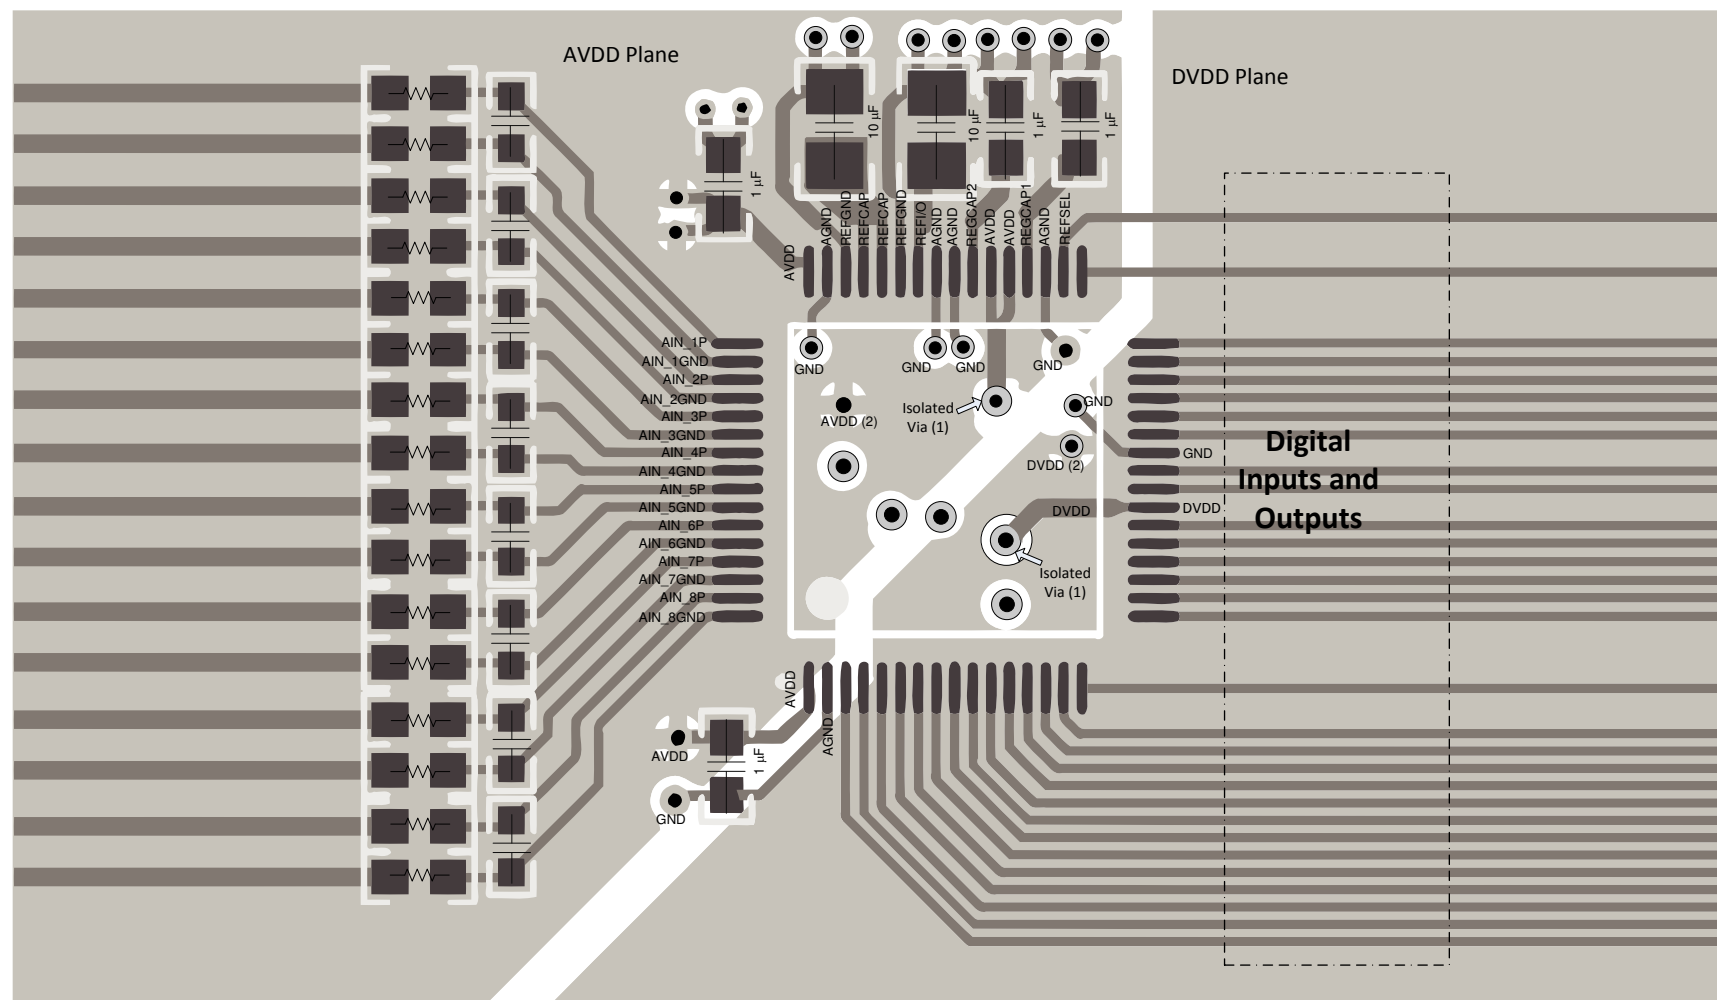 AVDD Plane
DVDD Plane
10 µF
10 µF
1 µF
1 µF
1 µF
AVDD
AGND
REFGND
REFCAP
REFCAP
REFGND
REFI/O
AGND
AGND
REGCAP2
AVDD
AVDD
REGCAP1
AGND
REFSEL
AIN_1P
AIN_1GND
AIN_2P
AIN_2GND
AIN_3P
AIN_3GND
AIN_4P
AIN_4GND
AIN_5P
AIN_5GND
AIN_6P
AIN_6GND
AIN_7P
AIN_7GND
AIN_8P
AIN_8GND
GND
GND
GND
GND
GND
AVDD (2)
Isolated
Via (1)
DVDD (2)
DVDD
Isolated
Via (1)
GND
DVDD
Digital
Inputs and
Outputs
AVDD
AGND
AVDD
GND
1 µF